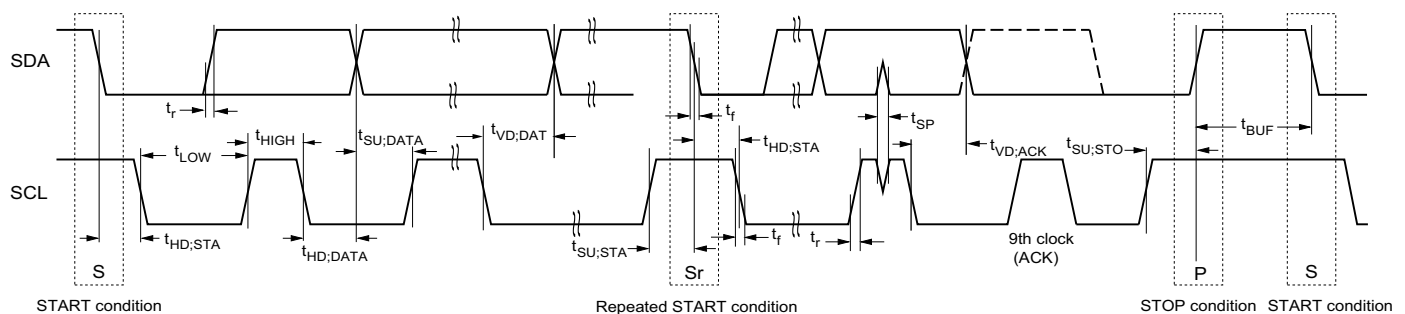 SDA
t_r
t_HIGH
t_LOW
t_SU;DATA
t_VD;DAT
t_f
t_HD;STA
t_SP
t_VD;ACK
t_SU;STO
t_BUF
SCL
t_HD;STA
t_HD;DATA
t_SU;STA
t_f
t_r
9th clock
(ACK)
S
Sr
P
S
START condition
Repeated START condition
STOP condition
START condition